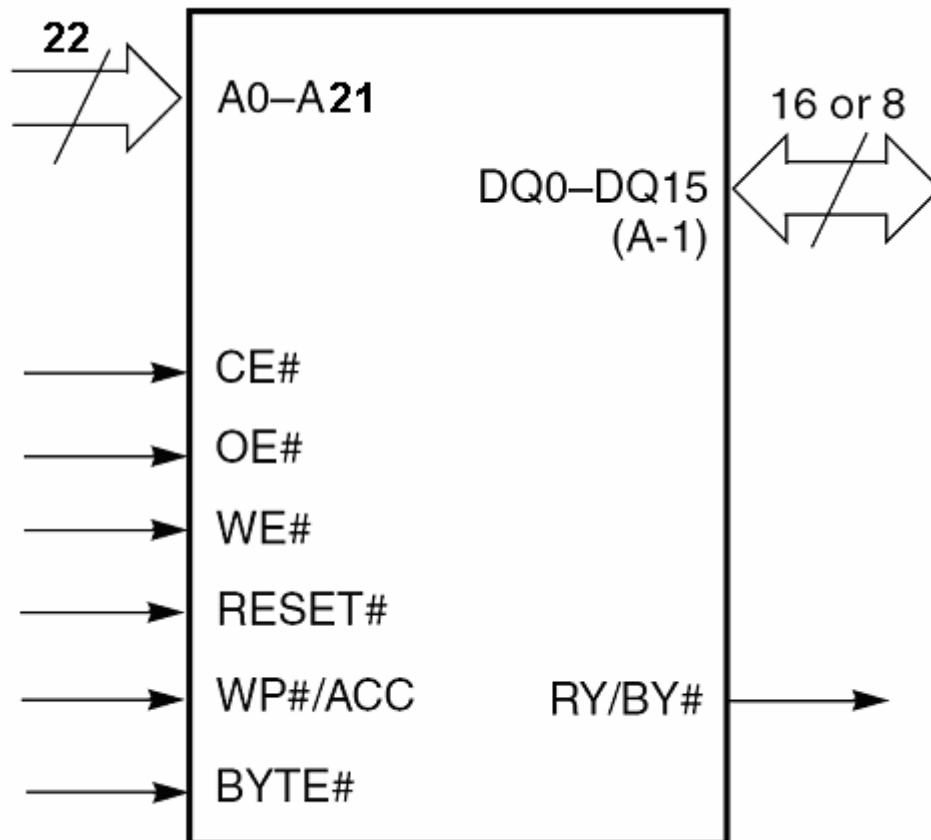 22
A0–A21
16 or 8
DQ0–DQ15
(A-1)
CE#
OE#
WE#
RESET#
WP#/ACC
RY/BY#
BYTE#